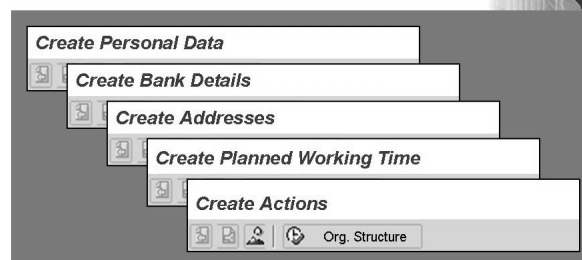 Create Personal Data
Create Bank Details
Create Addresses
Create Planned Working Time
Create Actions
Org. Structure